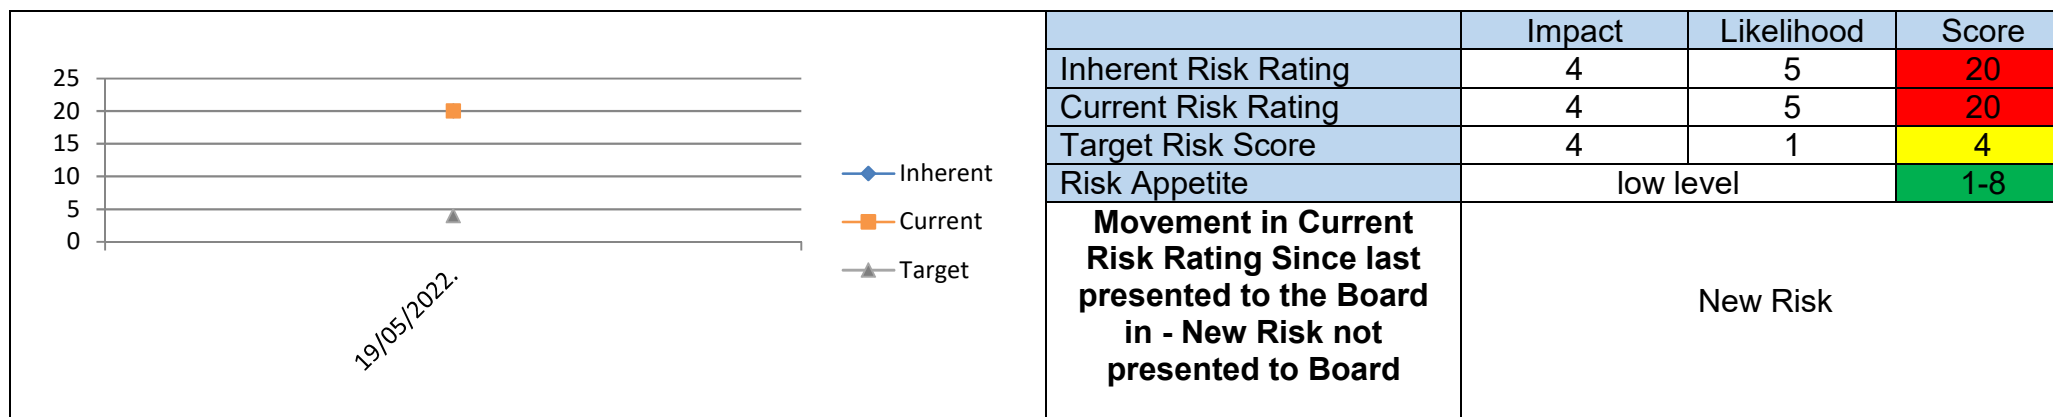 25
20
15
10
5
0
19/05/2022.
Inherent
Current
Target
Impact Likelihood Score
Inherent Risk Rating 4 5 20
Current Risk Rating 4 5 20
Target Risk Score 4 1 4
Risk Appetite low level 1-8
Movement in Current
Risk Rating Since last
presented to the Board
in - New Risk not
presented to Board
New Risk